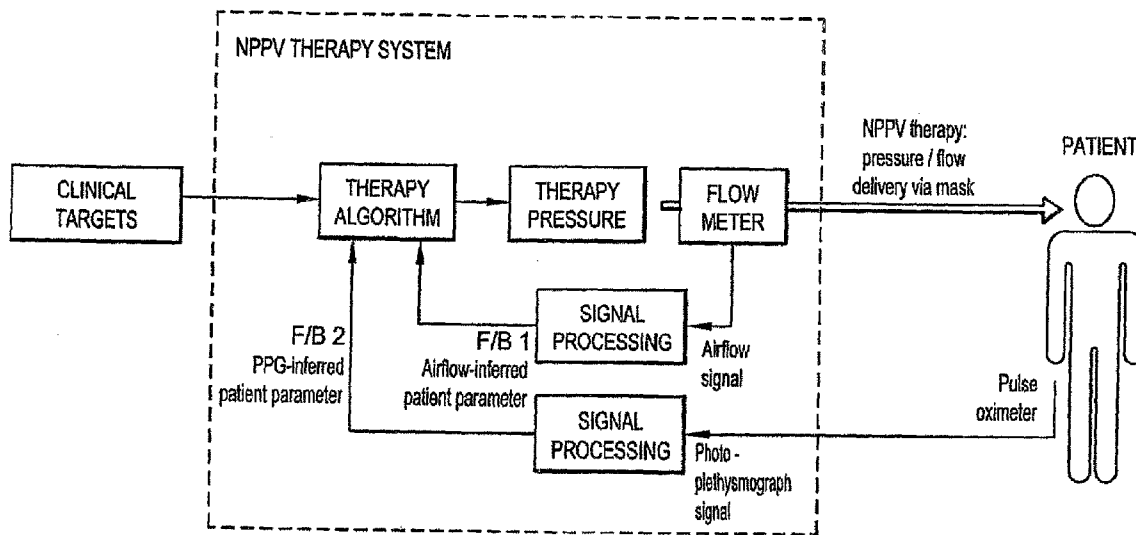 NPPV THERAPY SYSTEM
NPPV therapy:
pressure / flow
delivery via mask
PATIENT
CLINICAL
TARGETS
THERAPY
ALGORITHM
THERAPY
PRESSURE
FLOW
METER
SIGNAL
PROCESSING
F/B 2
PPG-inferred
patient parameter
F/B 1
Airflow-inferred
patient parameter
Airflow
signal
Pulse
oximeter
SIGNAL
PROCESSING
Photo -
plethysmograph
signal